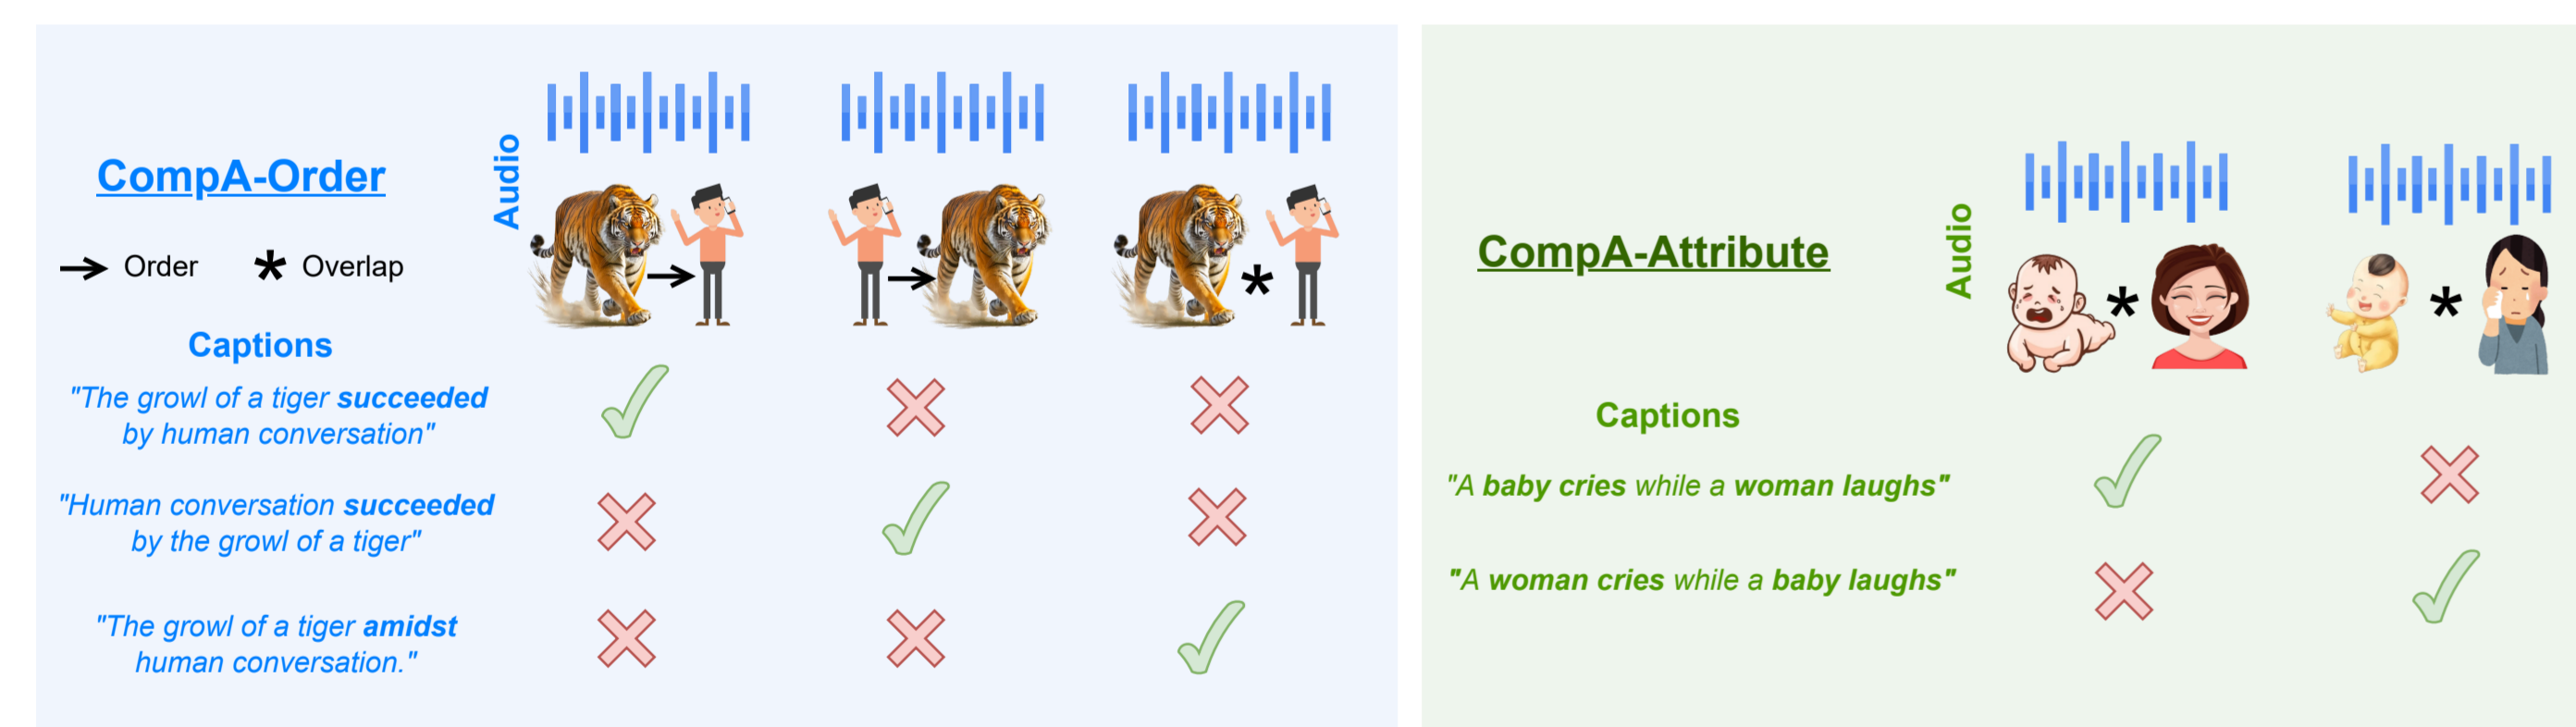 CompA-Order
→ Order * Overlap
Audio
Captions
"The growl of a tiger succeeded
by human conversation"
"Human conversation succeeded
by the growl of a tiger"
"The growl of a tiger amidst
human conversation."
CompA-Attribute
Audio
Captions
"A baby cries while a woman laughs"
"A woman cries while a baby laughs"